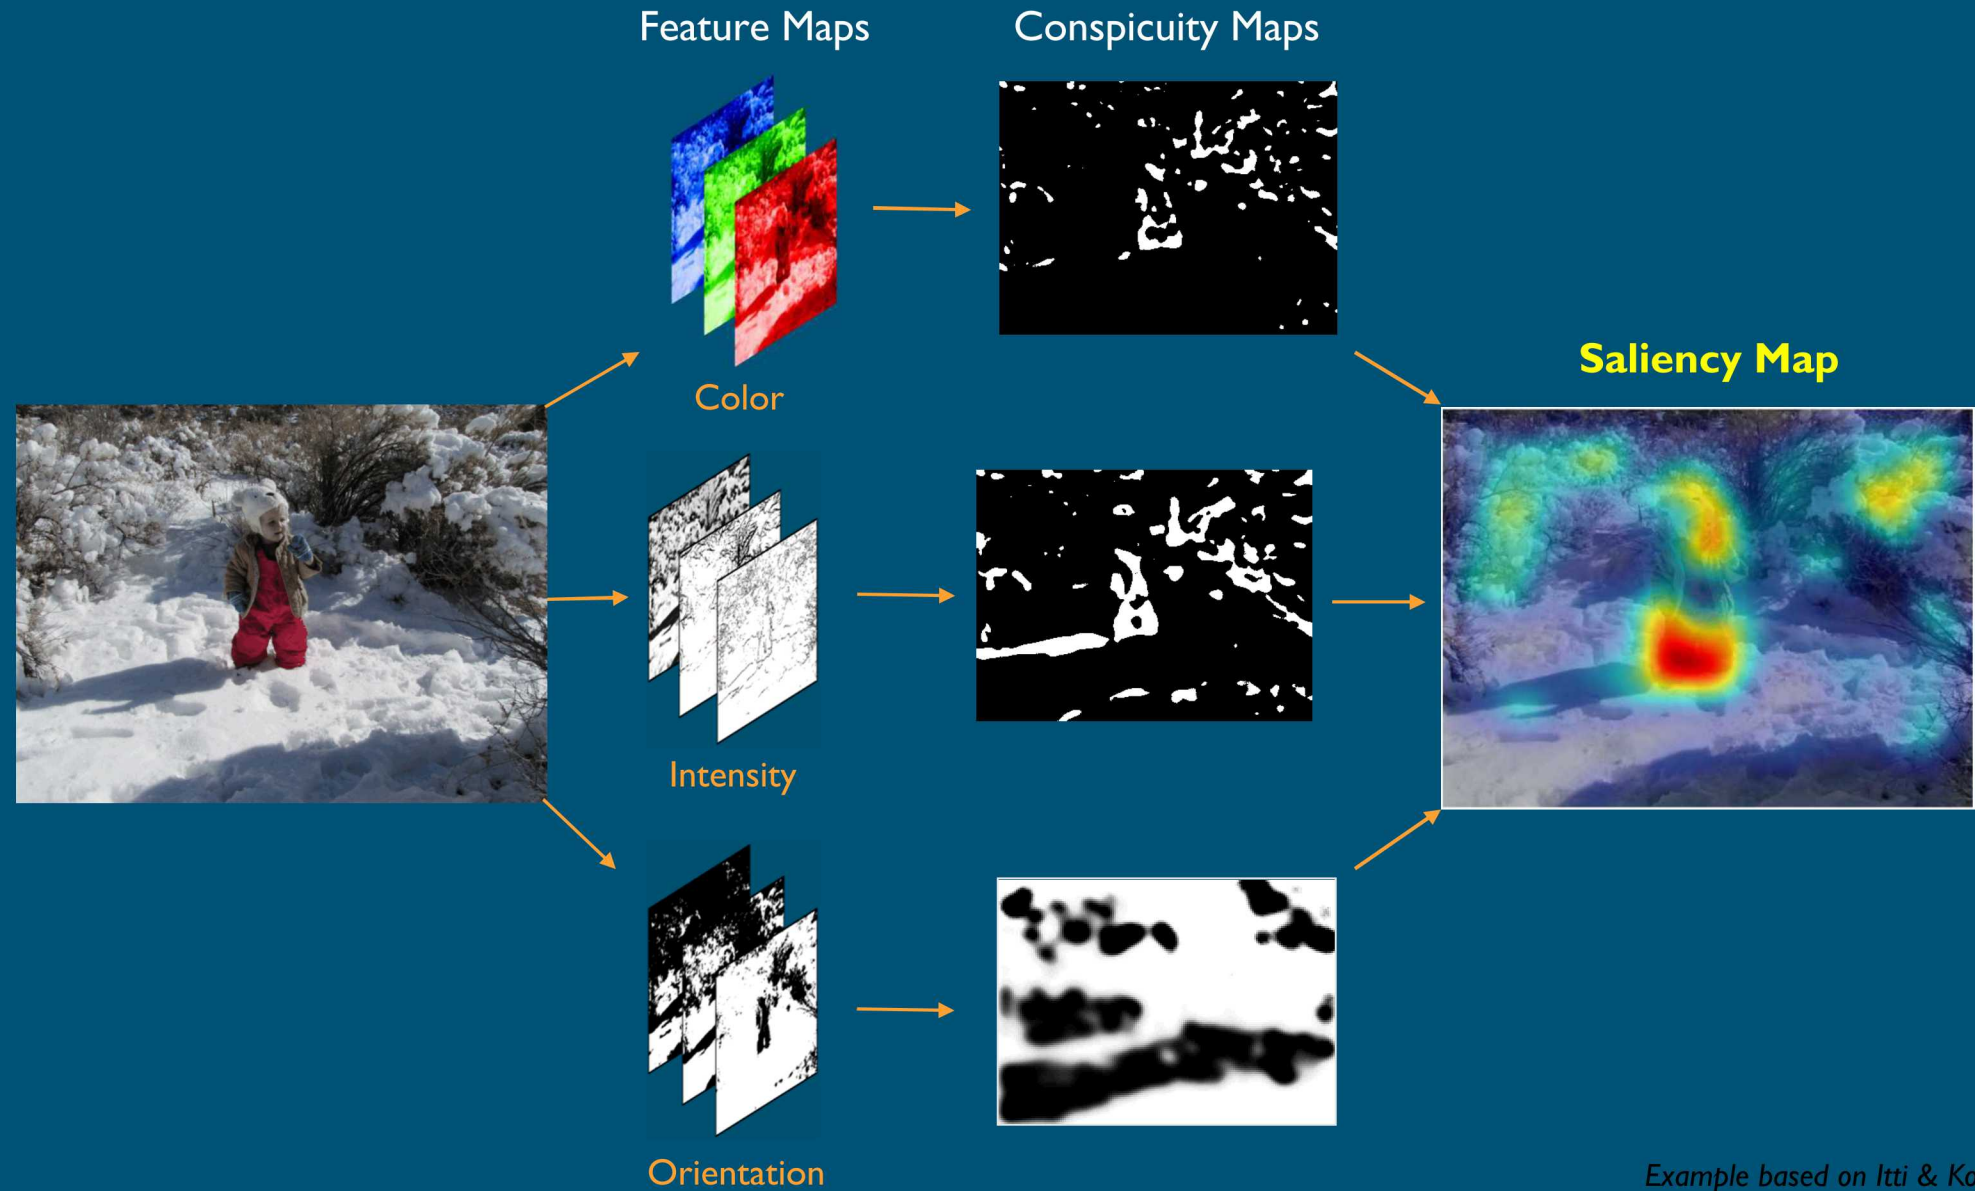 Feature Maps
Conspicuity Maps
Color
Saliency Map
Intensity
Orientation
Example based on Itti &